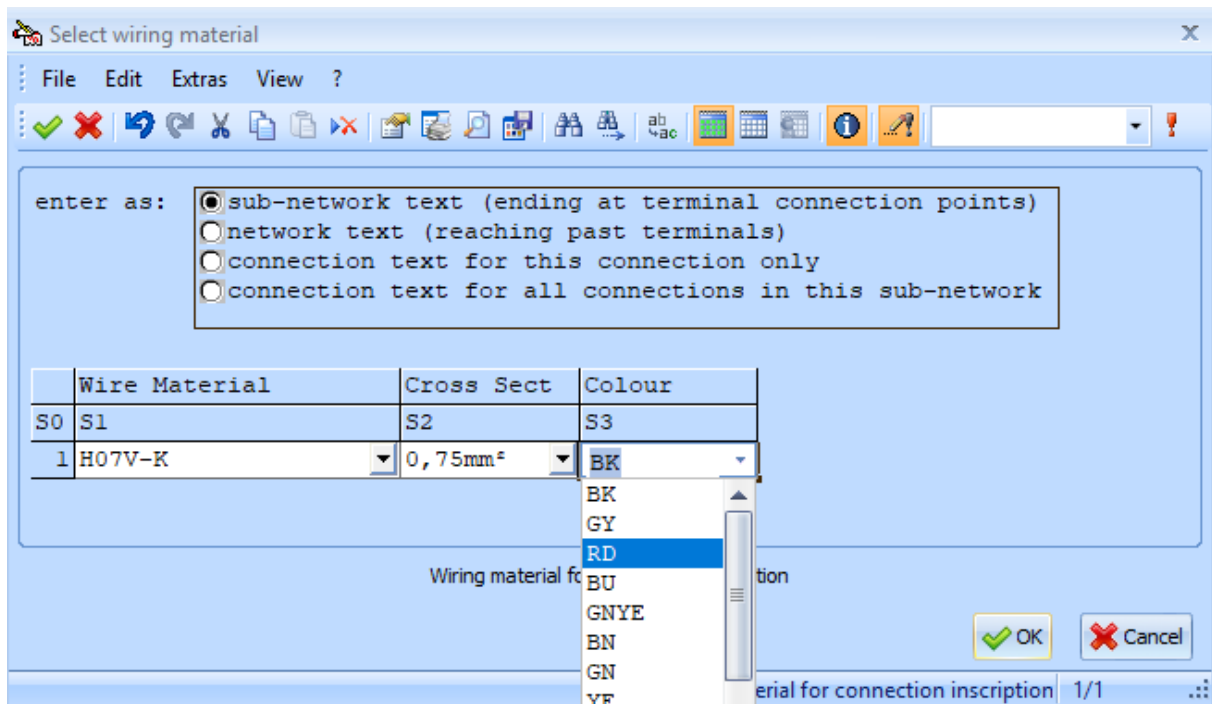 Select wiring material
File Edit Extras View ?
enter as: sub-network text (ending at terminal connection points)
network text (reaching past terminals)
connection text for this connection only
connection text for all connections in this sub-network
Wire Material Cross Sect Colour
S0 S1 S2 S3
1 H07V-K 0,75mm² BK
BK
GY
RD
BU
GNYE
BN
GN
YE
Wiring material
OK Cancel
for connection inscription 1/1